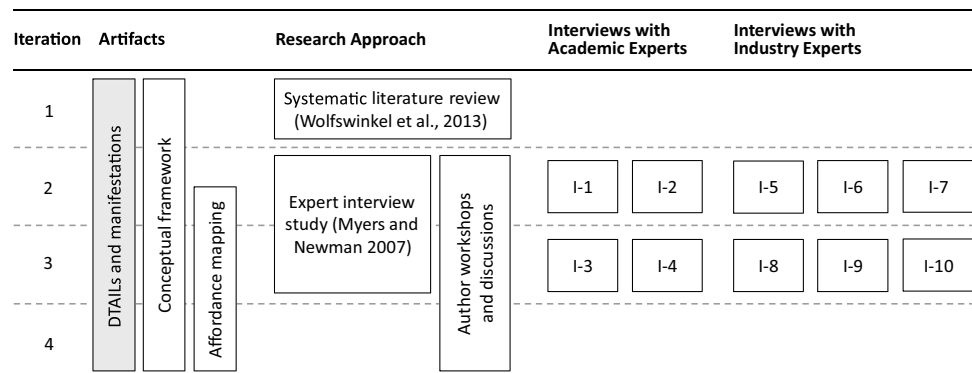 Iteration
Artifacts
Research Approach
Interviews with
Academic Experts
Interviews with
Industry Experts
1
2
3
4
DTAILs and manifestations
Conceptual framework
Affordance mapping
Systematic literature review
(Wolfswinkel et al., 2013)
Expert interview
study (Myers and
Newman 2007)
Author workshops
and discussions
I-1
I-2
I-5
I-6
I-7
I-3
I-4
I-8
I-9
I-10